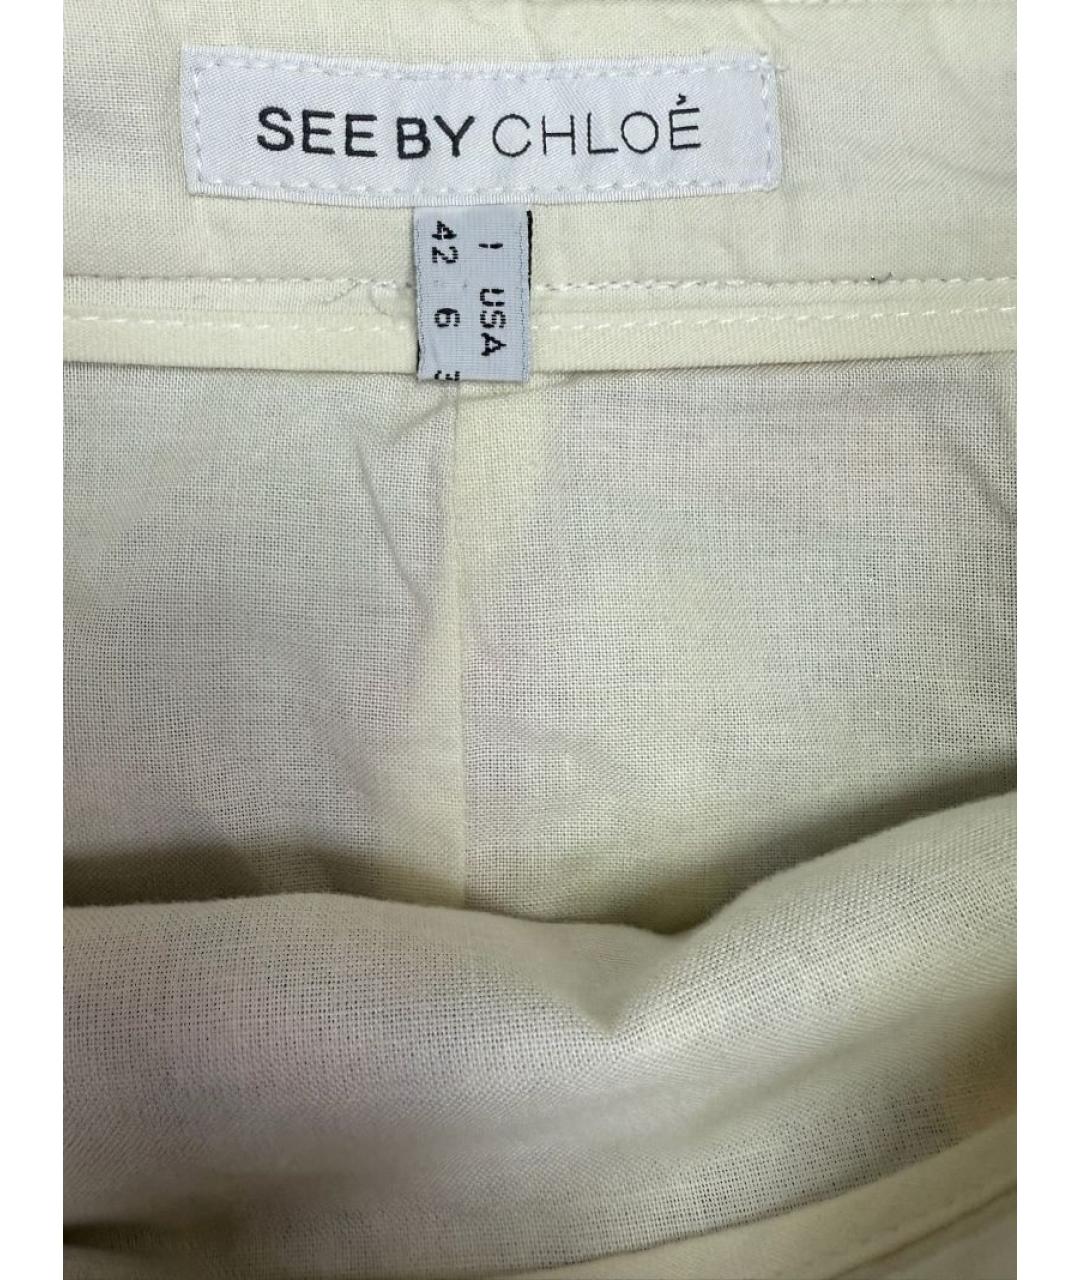 SEE BY CHLOÉ
I USA
42 6